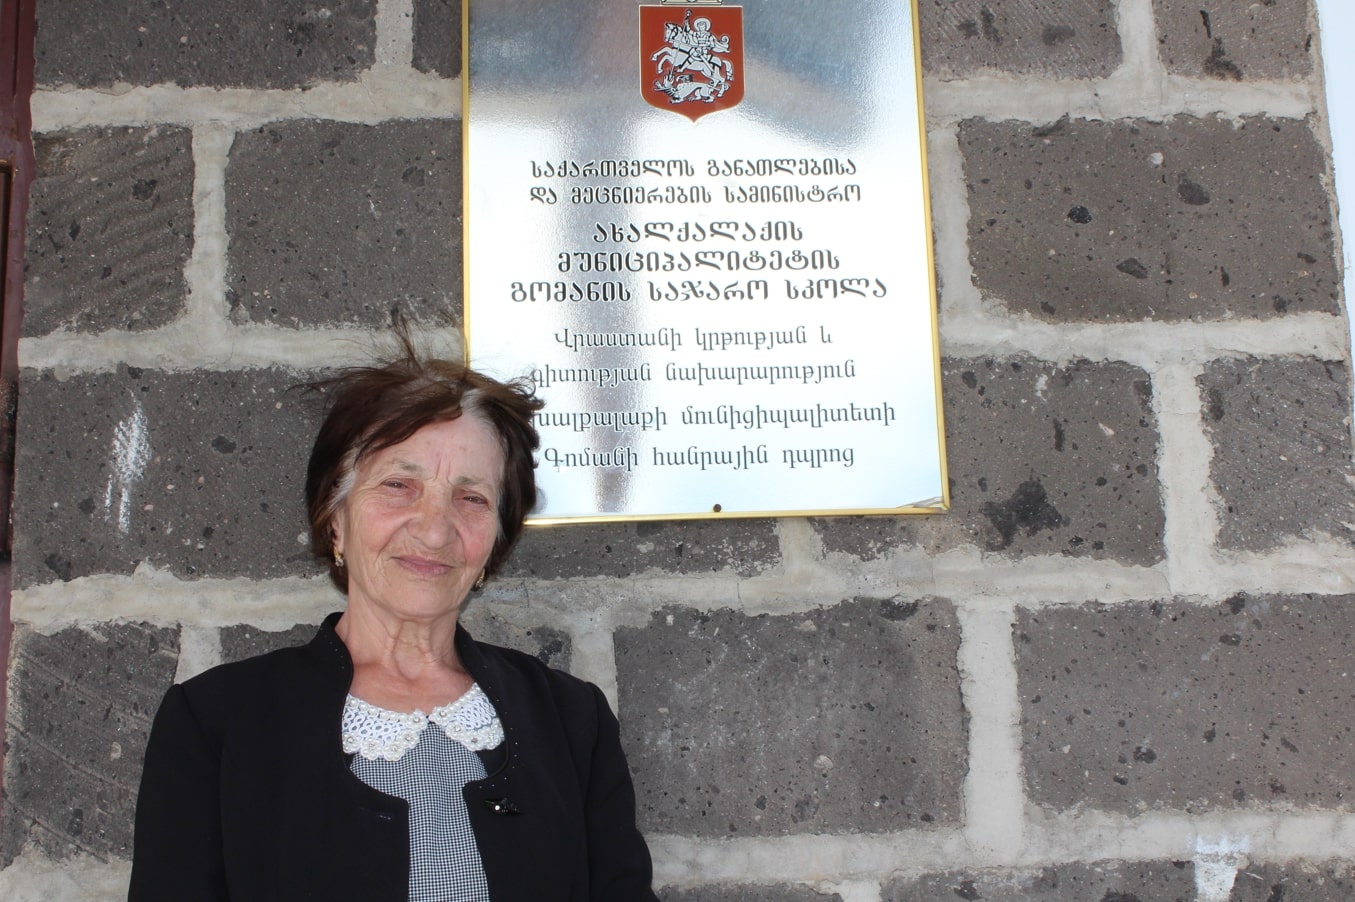 საქართველოს განათლებისა
და მეცნიერების სამინისტრო
ახალქალაქის
მუნიციპალიტეტის
გომანის საჯარო სკოლა
Վրաստանի կրթության և
գիտության նախարարություն
խալքալաքի մունիցիպալիտետի
Գոմանի հանրային դպրոց